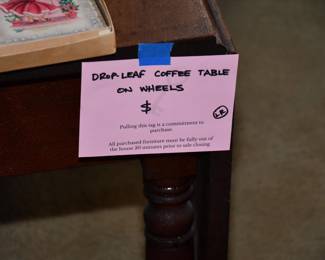 DROP-LEAF COFFEE TABLE
ON WHEELS
$
LR
Pulling this tag is a commitment to
purchase.
All purchased furniture must be fully out of
the house 30 minutes prior to sale closing